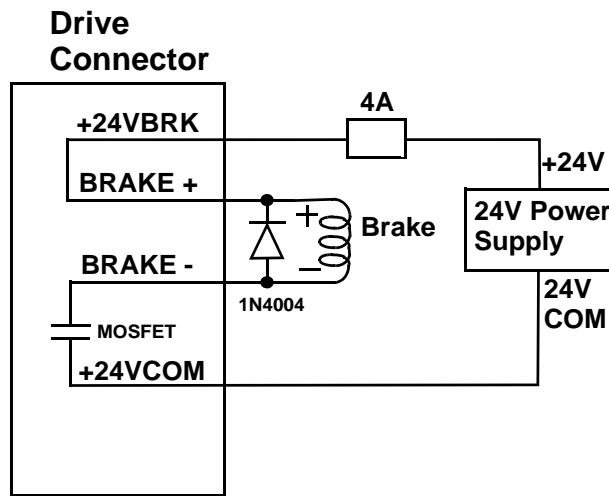 Drive
Connector
+24VBRK
4A
+24V
BRAKE +
+
Brake
24V Power
Supply
BRAKE -
–
1N4004
24V
COM
MOSFET
+24VCOM